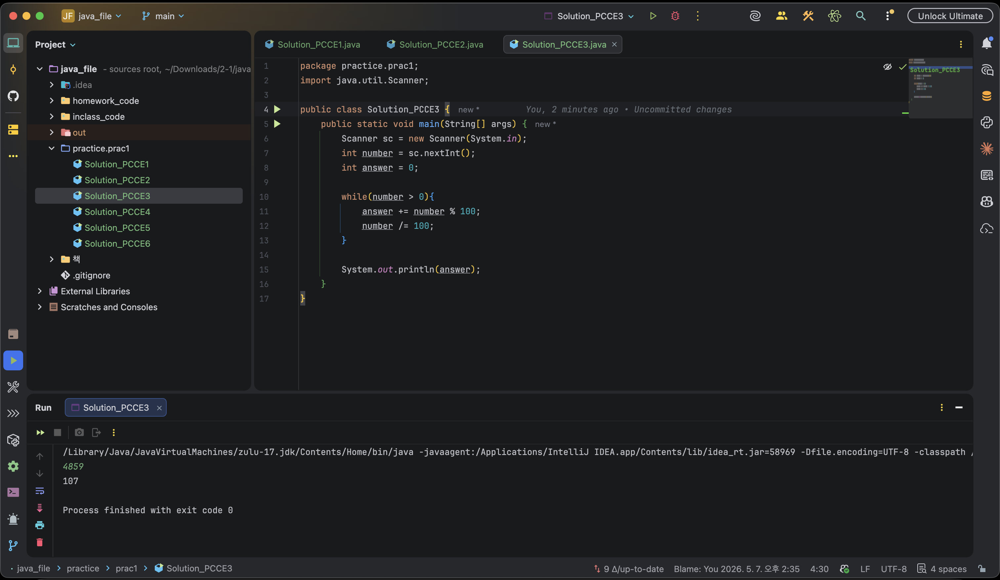 JF java_file main Solution_PCCE3 Unlock Ultimate
Project
java_file - sources root, ~/Downloads/2-1/java
.idea
homework_code
inclass_code
out
practice.prac1
Solution_PCCE1
Solution_PCCE2
Solution_PCCE3
Solution_PCCE4
Solution_PCCE5
Solution_PCCE6
책
.gitignore
External Libraries
Scratches and Consoles
Solution_PCCE1.java Solution_PCCE2.java Solution_PCCE3.java
1 package practice.prac1;
2 import java.util.Scanner;
3
4 public class Solution_PCCE3 { new * You, 2 minutes ago • Uncommitted changes
5 public static void main(String[] args) { new *
6 Scanner sc = new Scanner(System.in);
7 int number = sc.nextInt();
8 int answer = 0;
9
10 while(number > 0){
11 answer += number % 100;
12 number /= 100;
13 }
14
15 System.out.println(answer);
16 }
17 }
Solution_PCCE3
Run Solution_PCCE3
/Library/Java/JavaVirtualMachines/zulu-17.jdk/Contents/Home/bin/java -javaagent:/Applications/IntelliJ IDEA.app/Contents/lib/idea_rt.jar=58969 -Dfile.encoding=UTF-8 -classpath /
4859
107
Process finished with exit code 0
java_file practice prac1 Solution_PCCE3 9 Δ/up-to-date Blame: You 2026. 5. 7. 오후 2:35 4:30 LF UTF-8 4 spaces